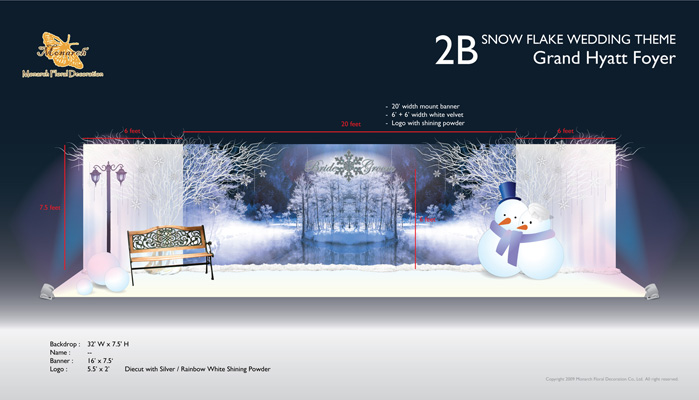 Monarch
Monarch Floral Decoration
2B SNOW FLAKE WEDDING THEME
Grand Hyatt Foyer
- 20' width mount banner
- 6' + 6' width white velvet
- Logo with shining powder
6 feet
20 feet
6 feet
7.5 feet
Bride Groom
Backdrop : 32' W x 7.5' H
Name : --
Banner : 16' x 7.5'
Logo : 5.5' x 2' Diecut with Silver / Rainbow White Shining Powder
Copyright 2009 Monarch Floral Decoration Co., Ltd. All right reserved.